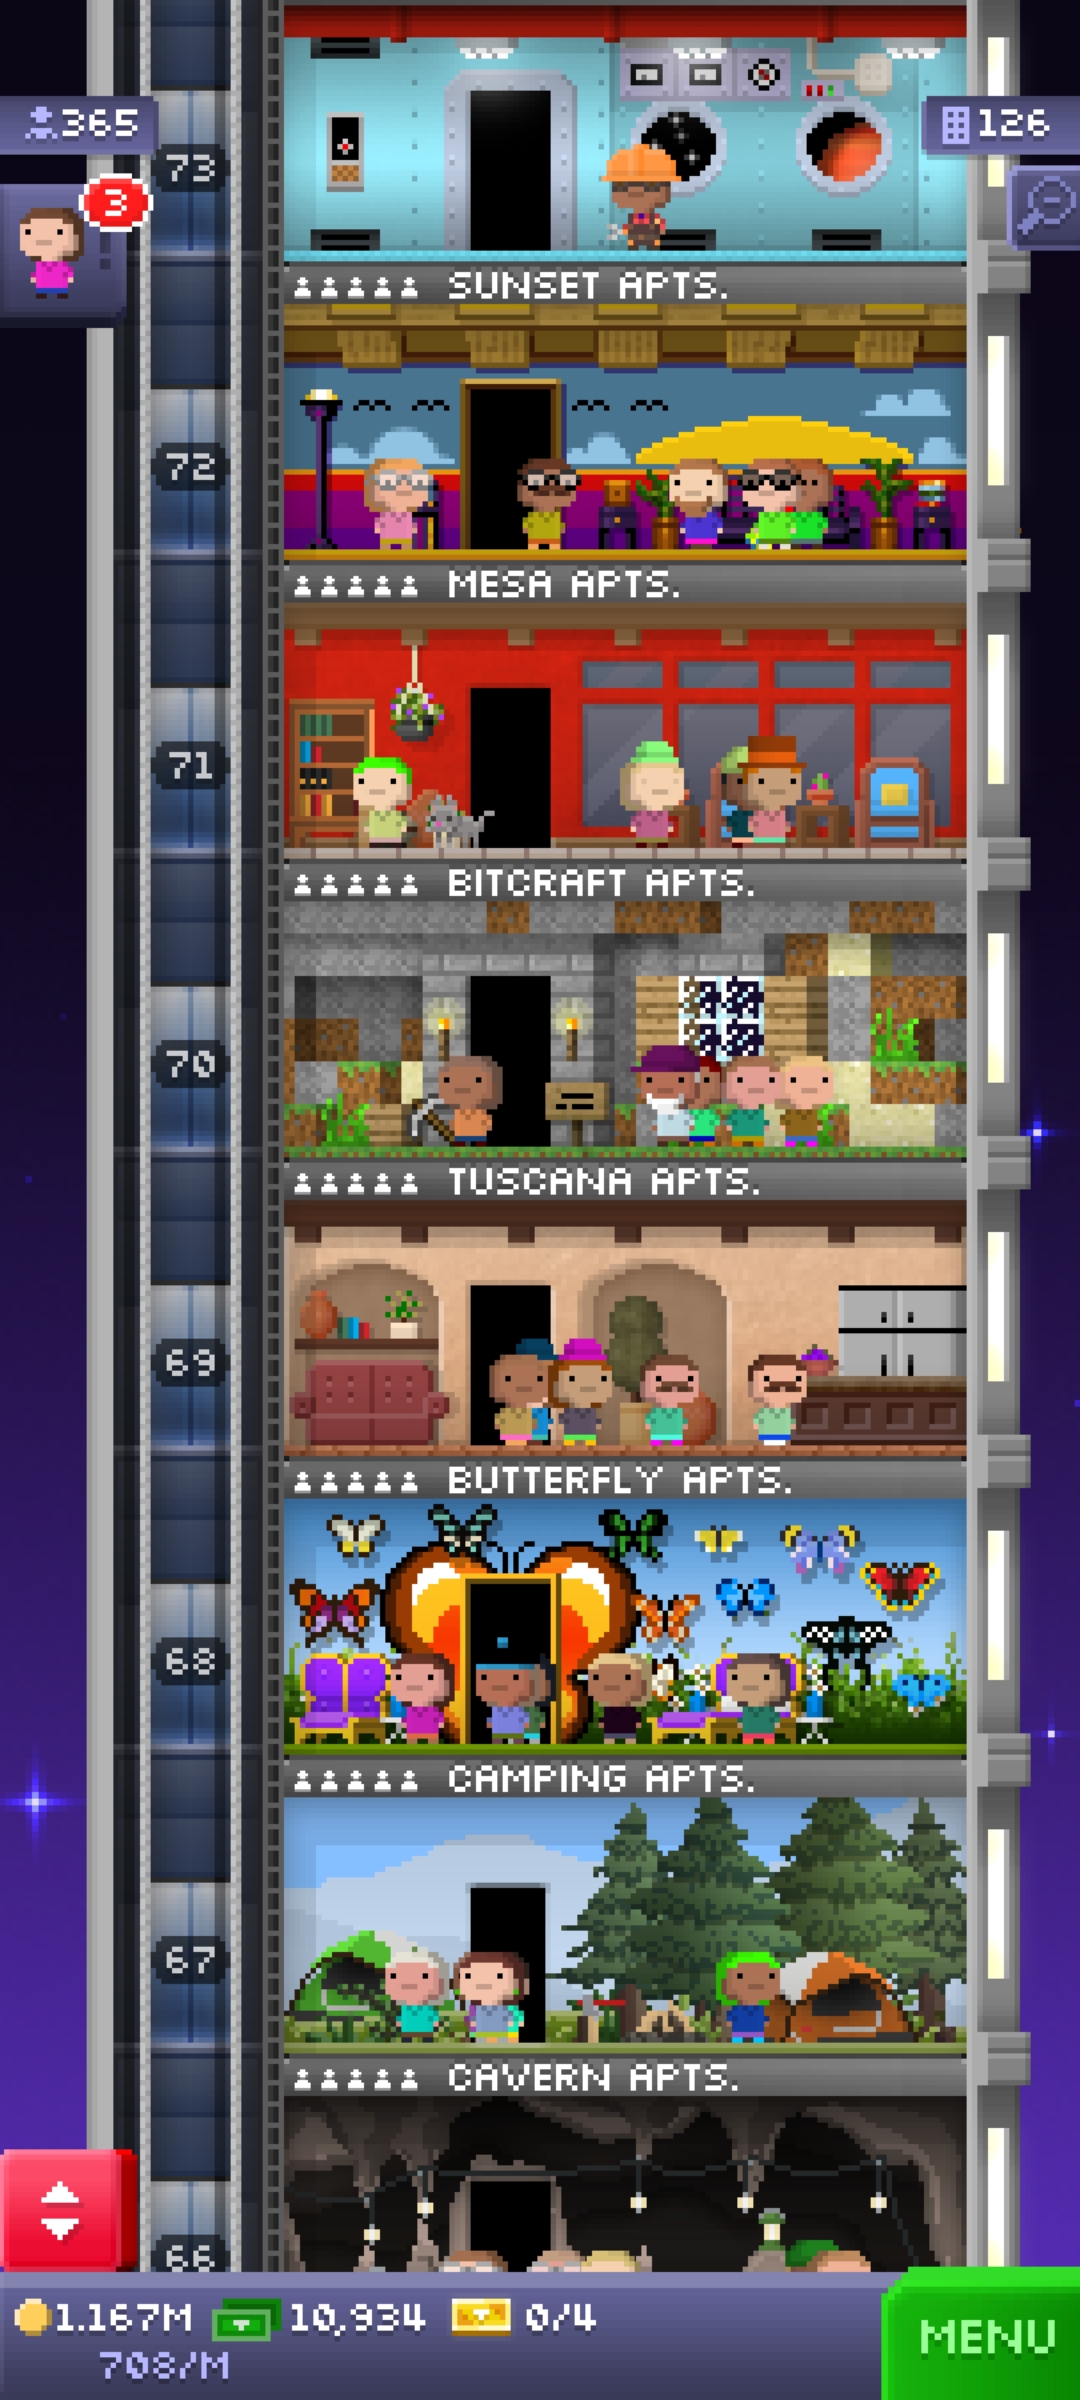 365
126
73
3
SUNSET APTS.
72
MESA APTS.
71
BITCRAFT APTS.
70
TUSCANA APTS.
69
BUTTERFLY APTS.
68
CAMPING APTS.
67
CAVERN APTS.
66
1.167M 10,934 0/4
708/M
MENU